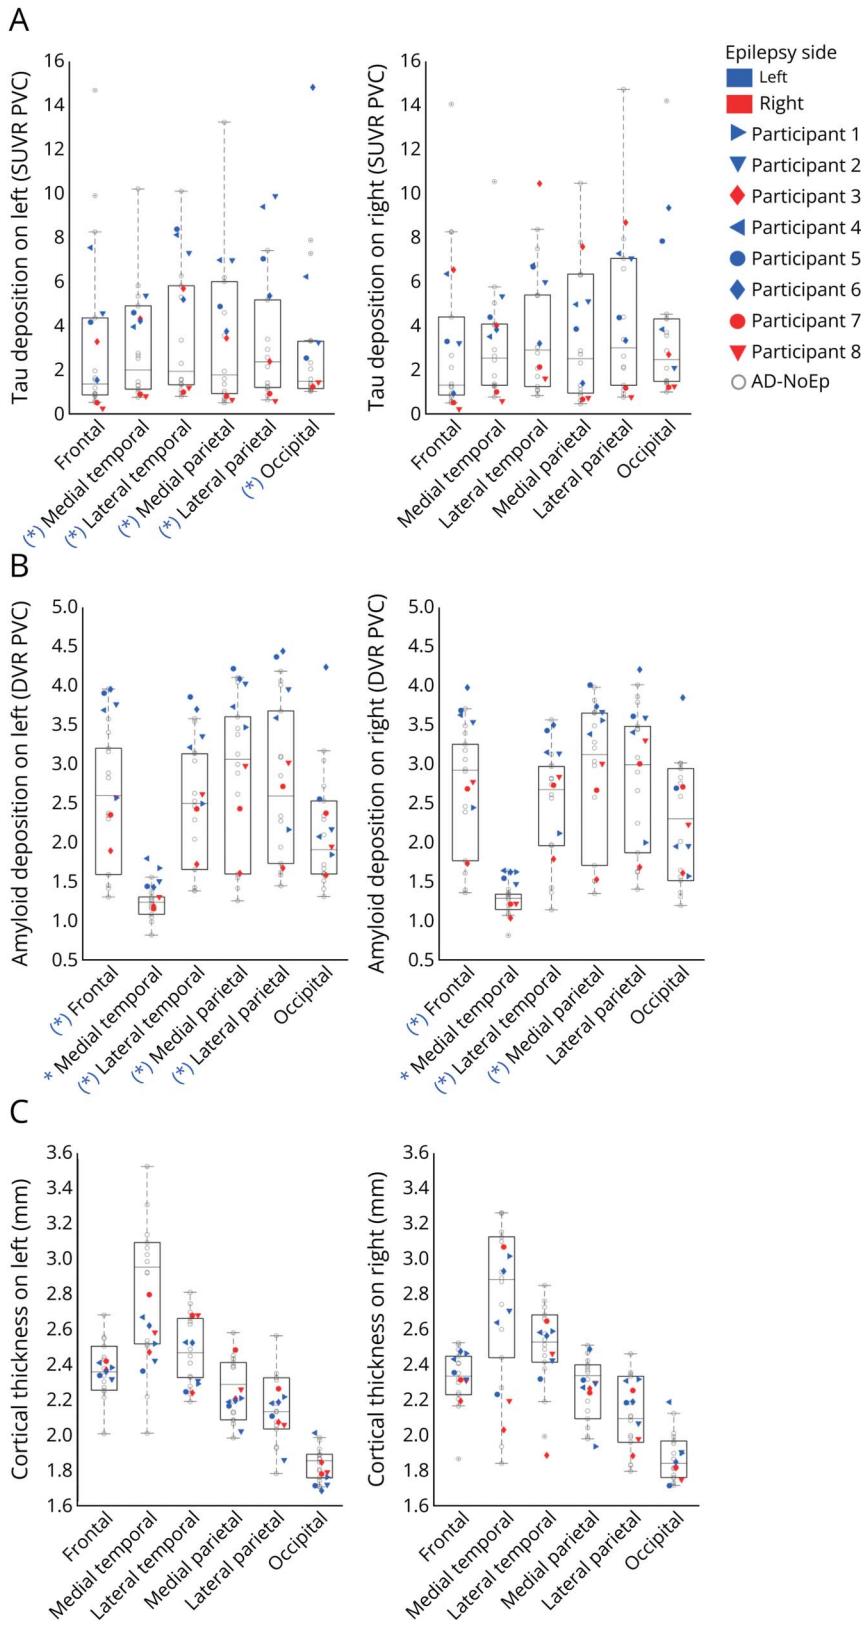 A
Tau deposition on left (SUVR PVC)
16
14
12
10
8
6
4
2
0
Frontal
(*) Medial temporal
(*) Lateral temporal
(*) Medial parietal
(*) Lateral parietal
(*) Occipital
Tau deposition on right (SUVR PVC)
16
14
12
10
8
6
4
2
0
Frontal
Medial temporal
Lateral temporal
Medial parietal
Lateral parietal
Occipital
Epilepsy side
Left
Right
Participant 1
Participant 2
Participant 3
Participant 4
Participant 5
Participant 6
Participant 7
Participant 8
AD-NoEp
B
Amyloid deposition on left (DVR PVC)
5.0
4.5
4.0
3.5
3.0
2.5
2.0
1.5
1.0
0.5
(*) Frontal
* Medial temporal
(*) Lateral temporal
(*) Medial parietal
(*) Lateral parietal
Occipital
Amyloid deposition on right (DVR PVC)
5.0
4.5
4.0
3.5
3.0
2.5
2.0
1.5
1.0
0.5
(*) Frontal
* Medial temporal
(*) Lateral temporal
(*) Medial parietal
Lateral parietal
Occipital
C
Cortical thickness on left (mm)
3.6
3.4
3.2
3.0
2.8
2.6
2.4
2.2
2.0
1.8
1.6
Frontal
Medial temporal
Lateral temporal
Medial parietal
Lateral parietal
Occipital
Cortical thickness on right (mm)
3.6
3.4
3.2
3.0
2.8
2.6
2.4
2.2
2.0
1.8
1.6
Frontal
Medial temporal
Lateral temporal
Medial parietal
Lateral parietal
Occipital